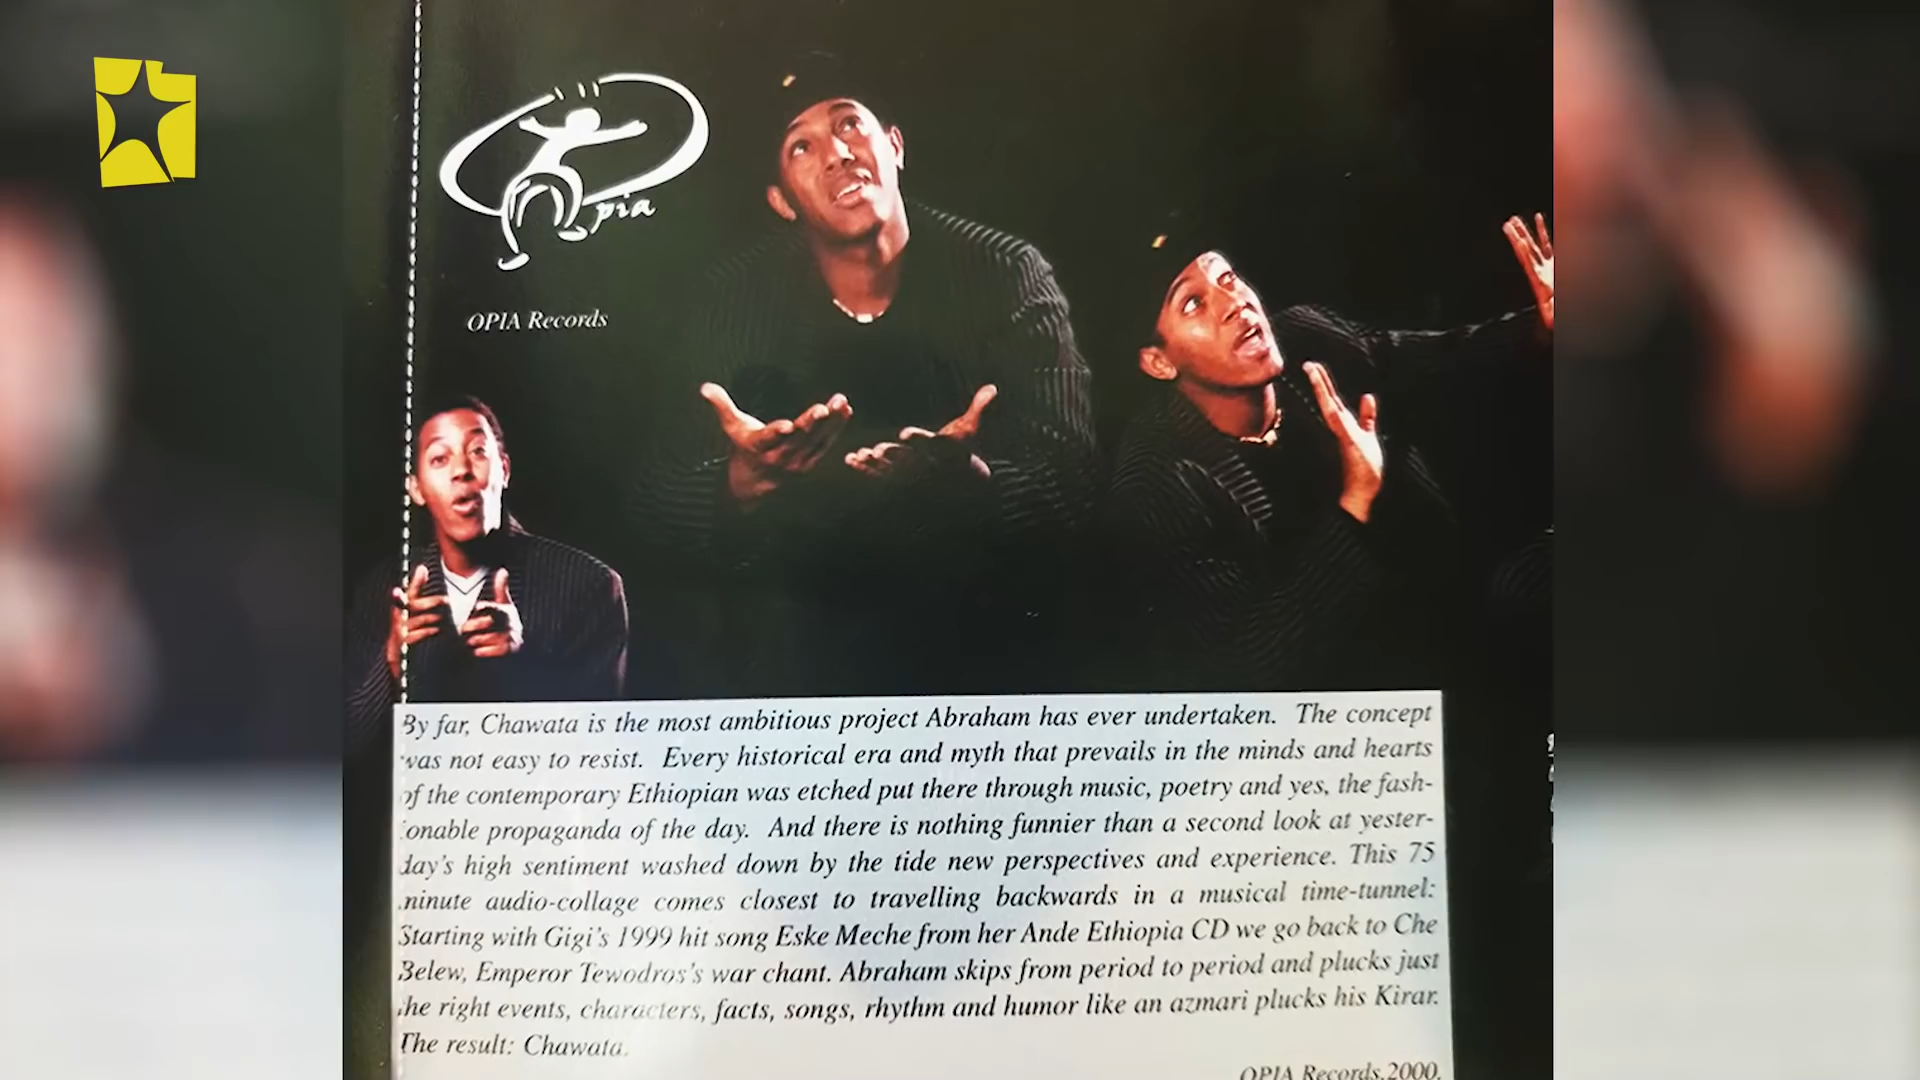 pia
OPIA Records
By far, Chawata is the most ambitious project Abraham has ever undertaken. The concept
was not easy to resist. Every historical era and myth that prevails in the minds and hearts
of the contemporary Ethiopian was etched put there through music, poetry and yes, the fash-
ionable propaganda of the day. And there is nothing funnier than a second look at yester-
day's high sentiment washed down by the tide new perspectives and experience. This 75
minute audio-collage comes closest to travelling backwards in a musical time-tunnel:
Starting with Gigi's 1999 hit song Eske Meche from her Ande Ethiopia CD we go back to Che
Belew, Emperor Tewodros's war chant. Abraham skips from period to period and plucks just
the right events, characters, facts, songs, rhythm and humor like an azmari plucks his Kirar.
The result: Chawata.
OPIA Records,2000.